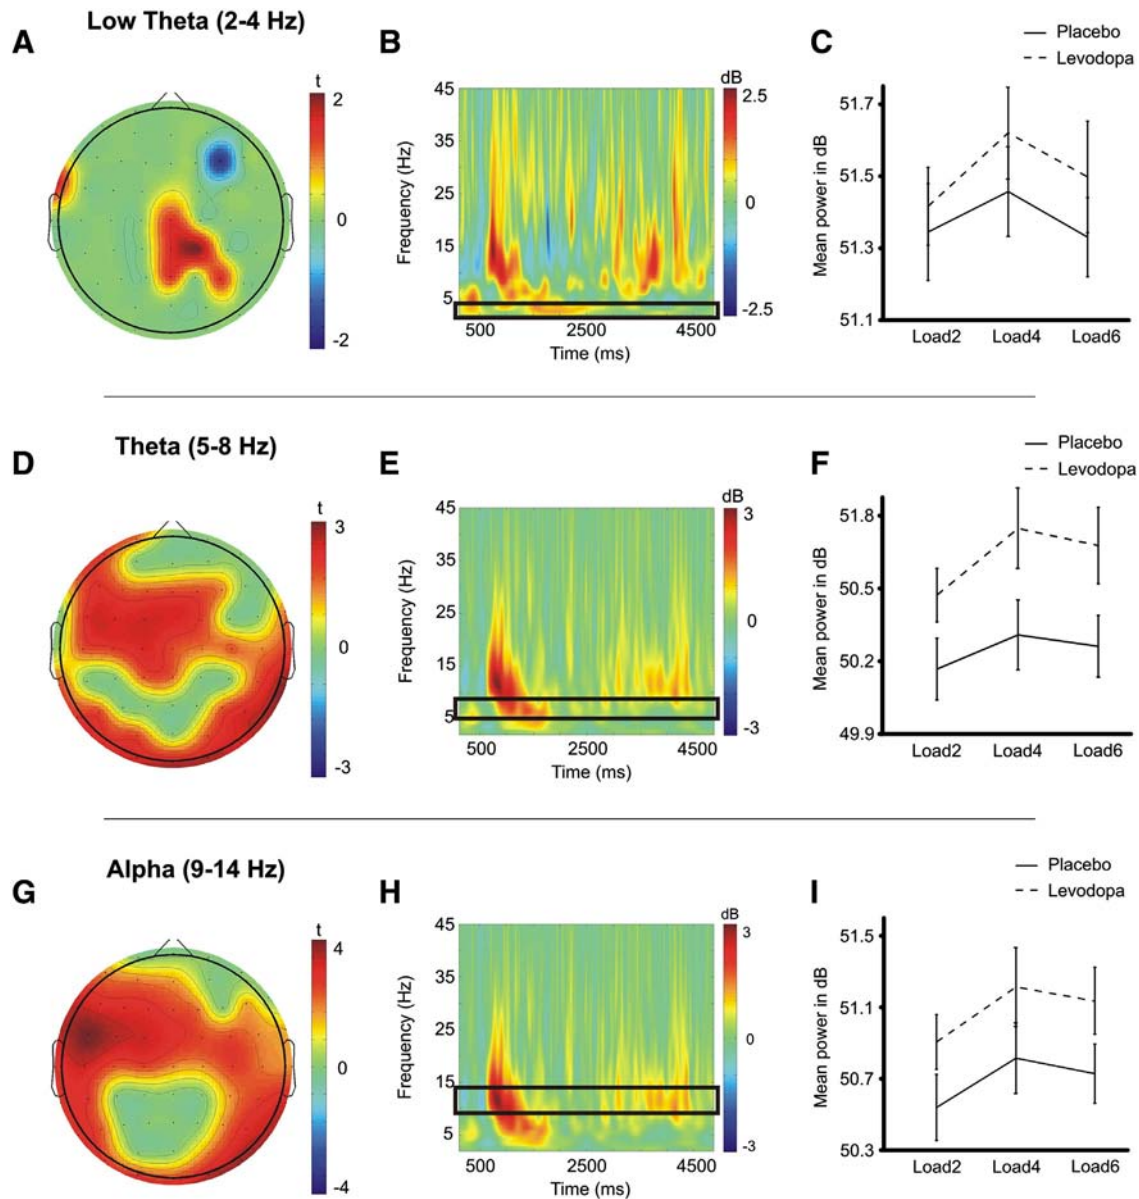 Low Theta (2-4 Hz)
A
t
2
0
-2
B
dB
Frequency (Hz)
45
35
25
15
5
500
2500
4500
Time (ms)
2.5
0
-2.5
C
Placebo
Levodopa
Mean power in dB
51.7
51.5
51.3
51.1
Load2
Load4
Load6
Theta (5-8 Hz)
D
t
3
0
-3
E
dB
Frequency (Hz)
45
35
25
15
5
500
2500
4500
Time (ms)
3
0
-3
F
Placebo
Levodopa
Mean power in dB
51.8
50.5
50.2
49.9
Load2
Load4
Load6
Alpha (9-14 Hz)
G
t
4
0
-4
H
dB
Frequency (Hz)
45
35
25
15
5
500
2500
4500
Time (ms)
3
0
-3
I
Placebo
Levodopa
Mean power in dB
51.5
51.1
50.7
50.3
Load2
Load4
Load6